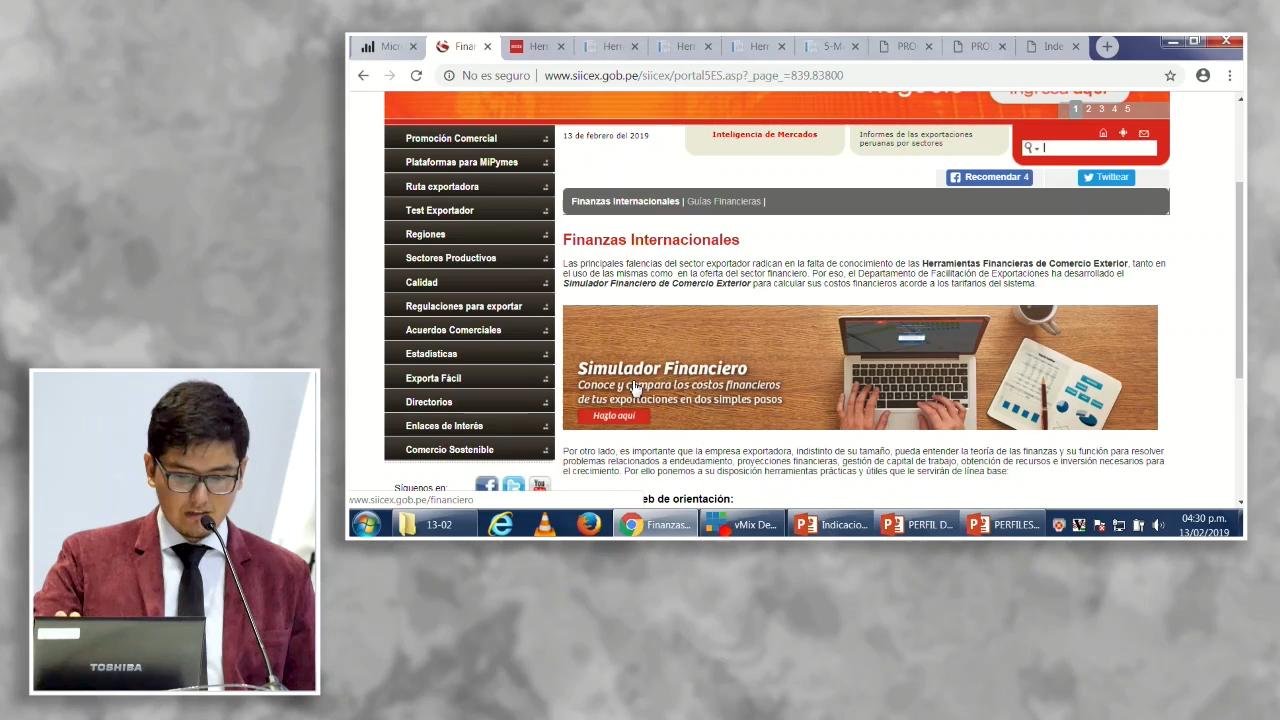 Micr
Finar
Herr
Herr
Herr
Herr
5-M
PRO
PRO
Inde
No es seguro | www.siicex.gob.pe/siicex/portal5ES.asp?_page_=839.83800
1 2 3 4 5
Promoción Comercial
Plataformas para MiPymes
Ruta exportadora
Test Exportador
Regiones
Sectores Productivos
Calidad
Regulaciones para exportar
Acuerdos Comerciales
Estadísticas
Exporta Fácil
Directorios
Enlaces de Interés
Comercio Sostenible
Síguenos en:
13 de febrero del 2019
Inteligencia de Mercados
Informes de las exportaciones
peruanas por sectores
Recomendar 4
Twittear
Finanzas Internacionales | Guías Financieras |
Finanzas Internacionales
Las principales falencias del sector exportador radican en la falta de conocimiento de las Herramientas Financieras de Comercio Exterior, tanto en
el uso de las mismas como en la oferta del sector financiero. Por eso, el Departamento de Facilitación de Exportaciones ha desarrollado el
Simulador Financiero de Comercio Exterior para calcular sus costos financieros acorde a los tarifarios del sistema.
Simulador Financiero
Conoce y compara los costos financieros
de tus exportaciones en dos simples pasos
Hazlo aquí
Por otro lado, es importante que la empresa exportadora, indistinto de su tamaño, pueda entender la teoría de las finanzas y su función para resolver
problemas relacionados a endeudamiento, proyecciones financieras, gestión de capital de trabajo, obtención de recursos e inversión necesarios para
el crecimiento. Por ello ponemos a su disposición herramientas prácticas y útiles que le servirán de línea base:
eb de orientación:
www.siicex.gob.pe/financiero
13-02
Finanzas...
vMix De...
Indicacio...
PERFIL D...
PERFILES...
04:30 p.m.
13/02/2019
TOSHIBA